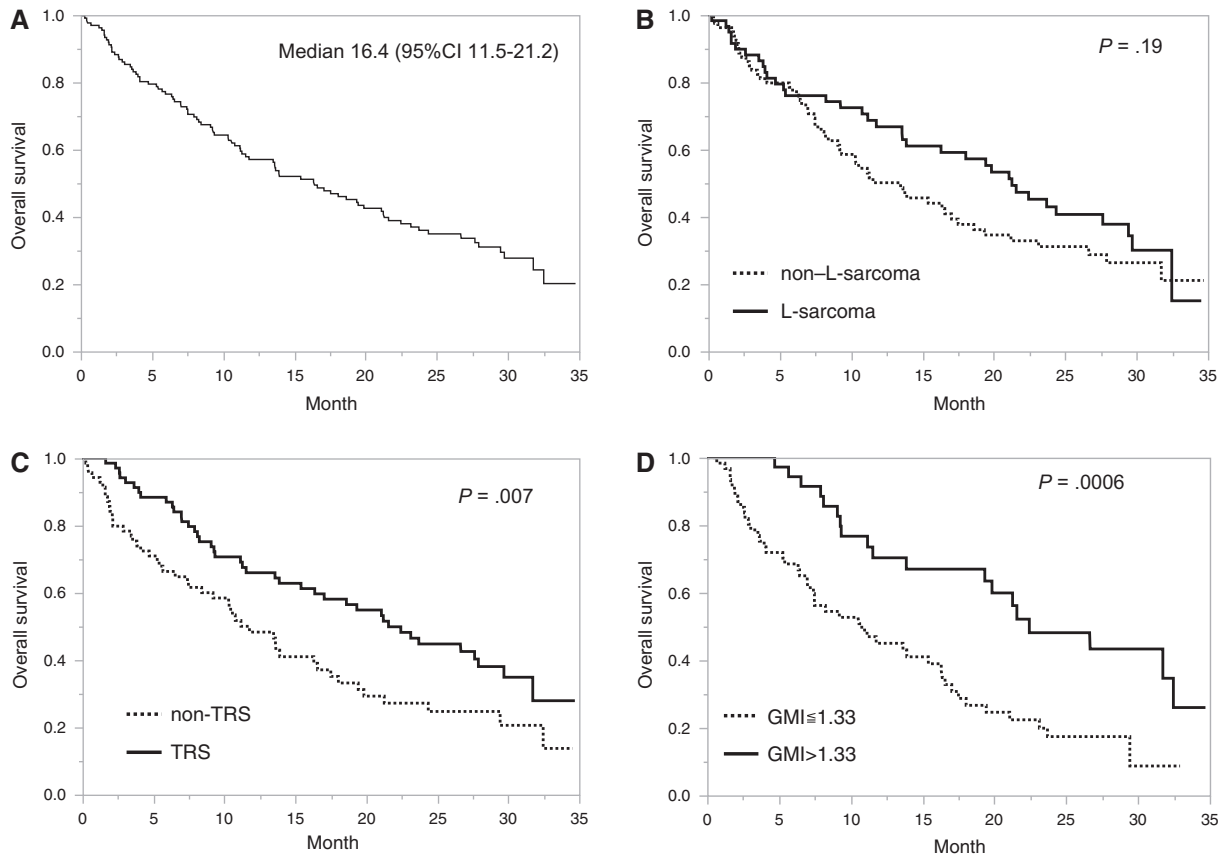 A
Median 16.4 (95%CI 11.5-21.2)
Overall survival
1.0
0.8
0.6
0.4
0.2
0.0
0 5 10 15 20 25 30 35
Month
B
P = .19
Overall survival
1.0
0.8
0.6
0.4
0.2
0.0
non–L-sarcoma
L-sarcoma
0 5 10 15 20 25 30 35
Month
C
P = .007
Overall survival
1.0
0.8
0.6
0.4
0.2
0.0
non-TRS
TRS
0 5 10 15 20 25 30 35
Month
D
P = .0006
Overall survival
1.0
0.8
0.6
0.4
0.2
0.0
GMI≦1.33
GMI>1.33
0 5 10 15 20 25 30 35
Month